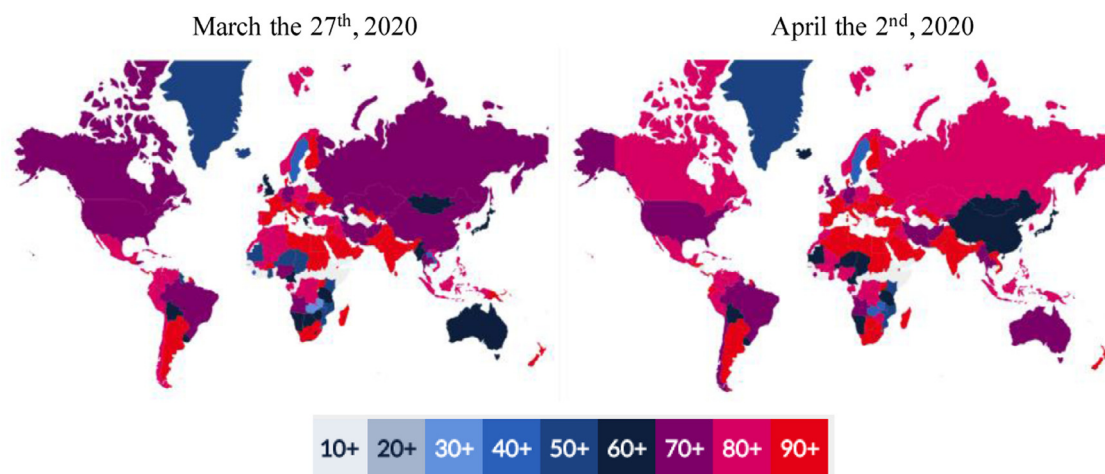 March the 27th, 2020
April the 2nd, 2020
10+ 20+ 30+ 40+ 50+ 60+ 70+ 80+ 90+